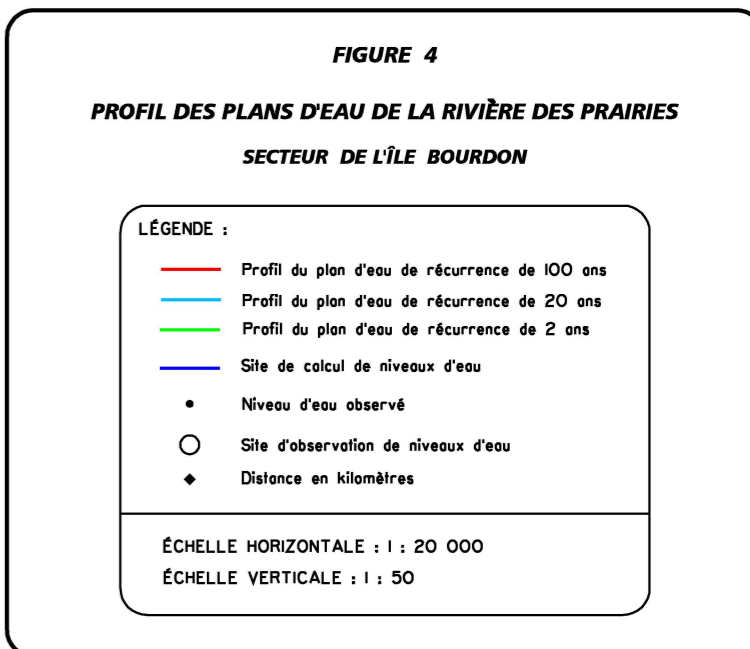 FIGURE 4
PROFIL DES PLANS D'EAU DE LA RIVIÈRE DES PRAIRIES
SECTEUR DE L'ÎLE BOURDON
LÉGENDE :
Profil du plan d'eau de récurrence de 100 ans
Profil du plan d'eau de récurrence de 20 ans
Profil du plan d'eau de récurrence de 2 ans
Site de calcul de niveaux d'eau
Niveau d'eau observé
Site d'observation de niveaux d'eau
Distance en kilomètres
ÉCHELLE HORIZONTALE : 1 : 20 000
ÉCHELLE VERTICALE : 1 : 50